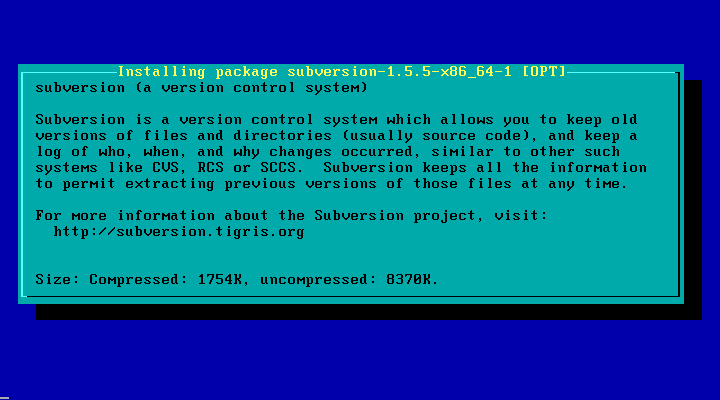 Installing package subversion-1.5.5-x86_64-1 [OPT]
subversion (a version control system)
Subversion is a version control system which allows you to keep old
versions of files and directories (usually source code), and keep a
log of who, when, and why changes occurred, similar to other such
systems like CVS, RCS or SCCS.  Subversion keeps all the information
to permit extracting previous versions of those files at any time.
For more information about the Subversion project, visit:
http://subversion.tigris.org
Size: Compressed: 1754K, uncompressed: 8370K.